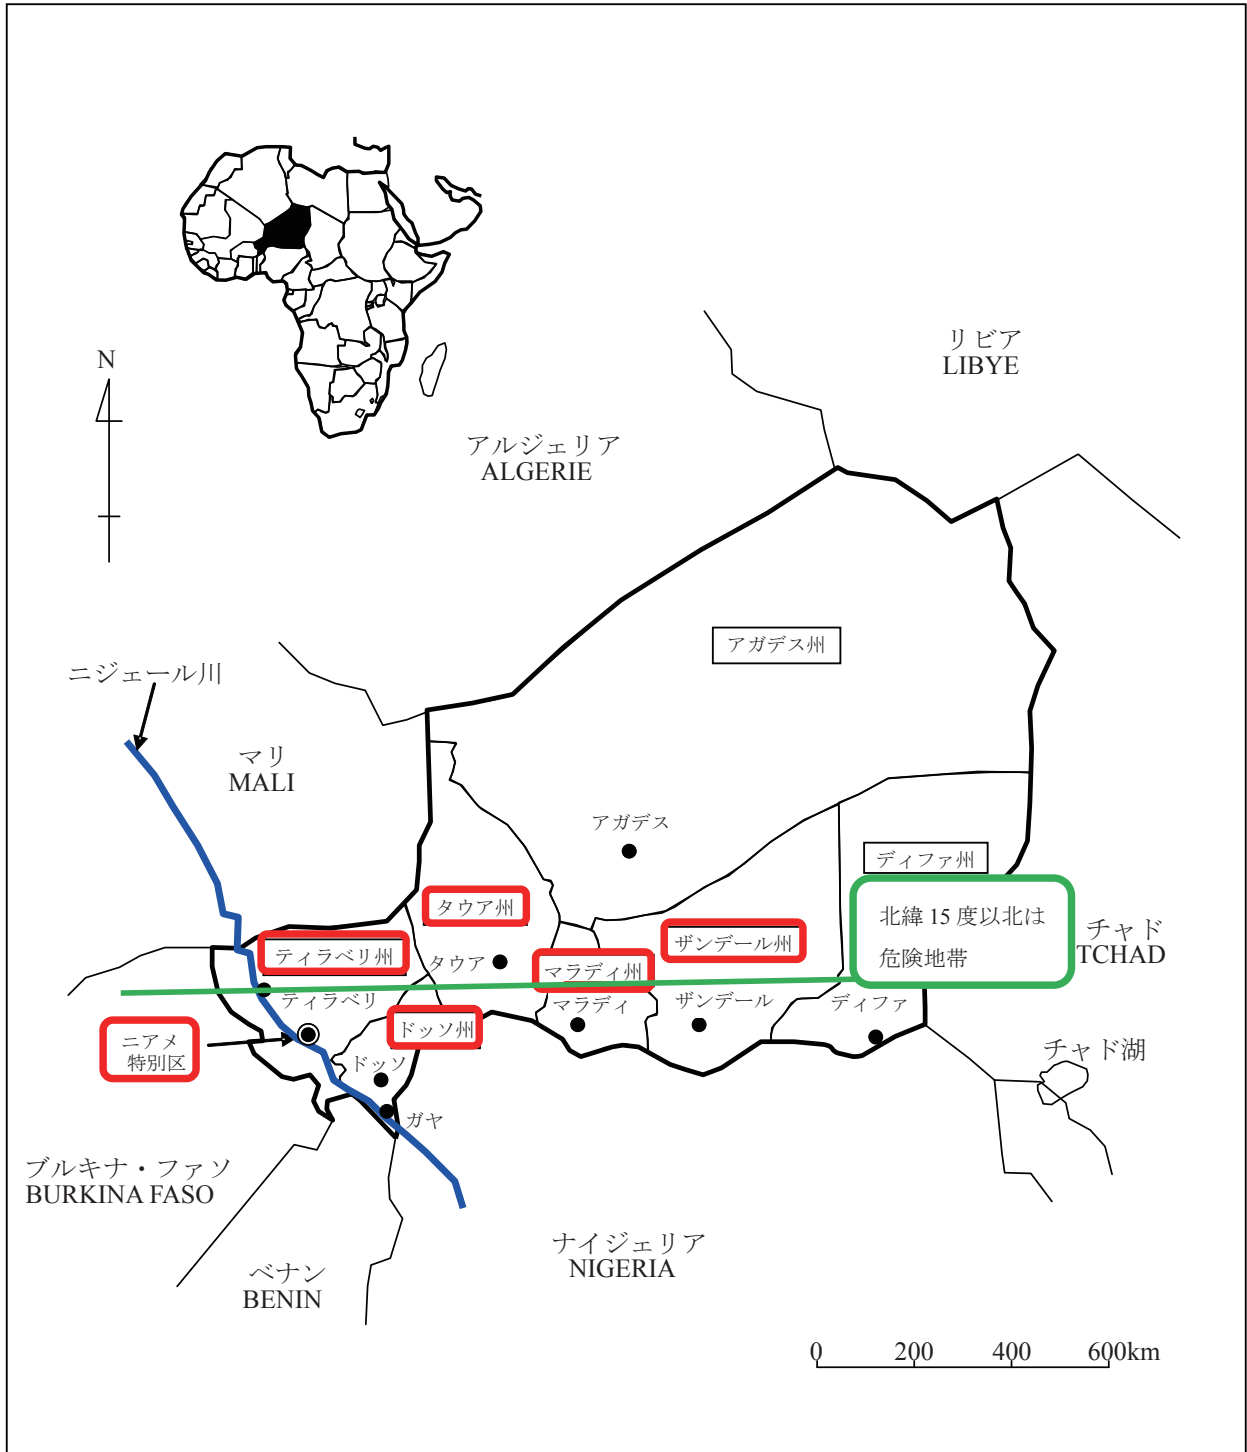 N
リビア
LIBYE
アルジェリア
ALGERIE
アガデス州
ニジェール川
マリ
MALI
アガデス
ディファ州
タウア州
北緯 15 度以北は
危険地帯
チャド
TCHAD
ティラベリ州
タウア
マラディ州
ザンデール州
ティラベリ
マラディ
ザンデール
ディファ
ニアメ
特別区
ドッソ州
ドッソ
チャド湖
ガヤ
ブルキナ・ファソ
BURKINA FASO
ナイジェリア
NIGERIA
ベナン
BENIN
0 200 400 600km